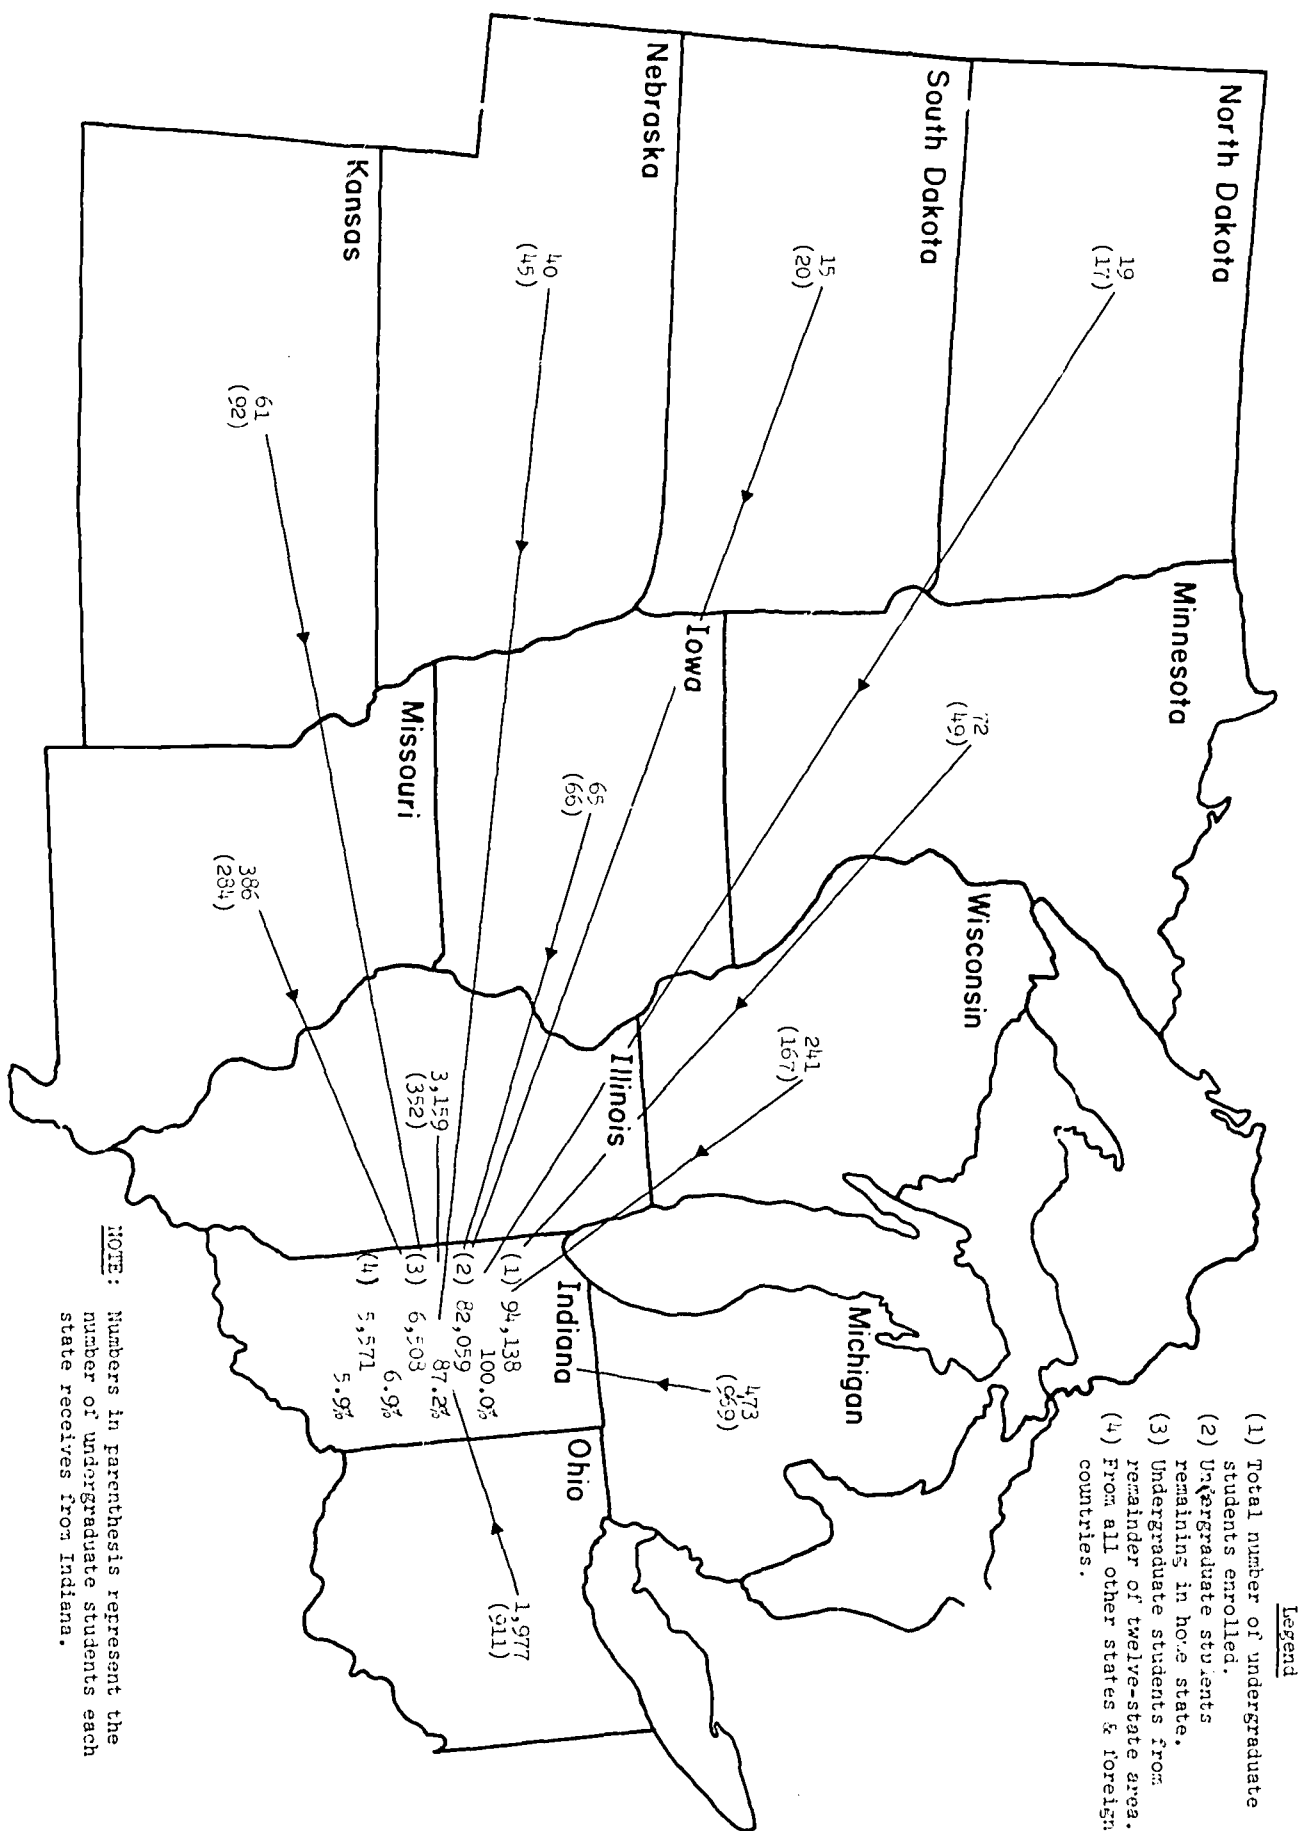 Legend
(1) Total number of undergraduate
students enrolled.
(2) Undergraduate students
remaining in home state.
(3) Undergraduate students from
remainder of twelve-state area.
(4) From all other states & foreign
countries.
North Dakota
19
(17)
Minnesota
72
(49)
South Dakota
15
(20)
Wisconsin
241
(167)
Michigan
473
(969)
Nebraska
40
(45)
Iowa
65
(66)
Illinois
3,159
(352)
Indiana
(1) 94,138
100.0%
(2) 82,059
87.2%
(3) 6,508
6.9%
(4) 5,571
5.9%
Ohio
1,977
(911)
Kansas
61
(92)
Missouri
386
(284)
NOTE: Numbers in parenthesis represent the
number of undergraduate students each
state receives from Indiana.